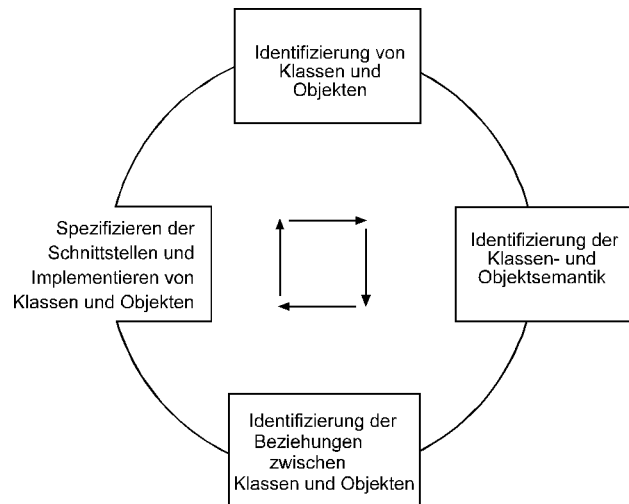 Identifizierung von
Klassen und
Objekten
Identifizierung der
Klassen- und
Objektsemantik
Identifizierung der
Beziehungen
zwischen
Klassen und Objekten
Spezifizieren der
Schnittstellen und
Implementieren von
Klassen und Objekten